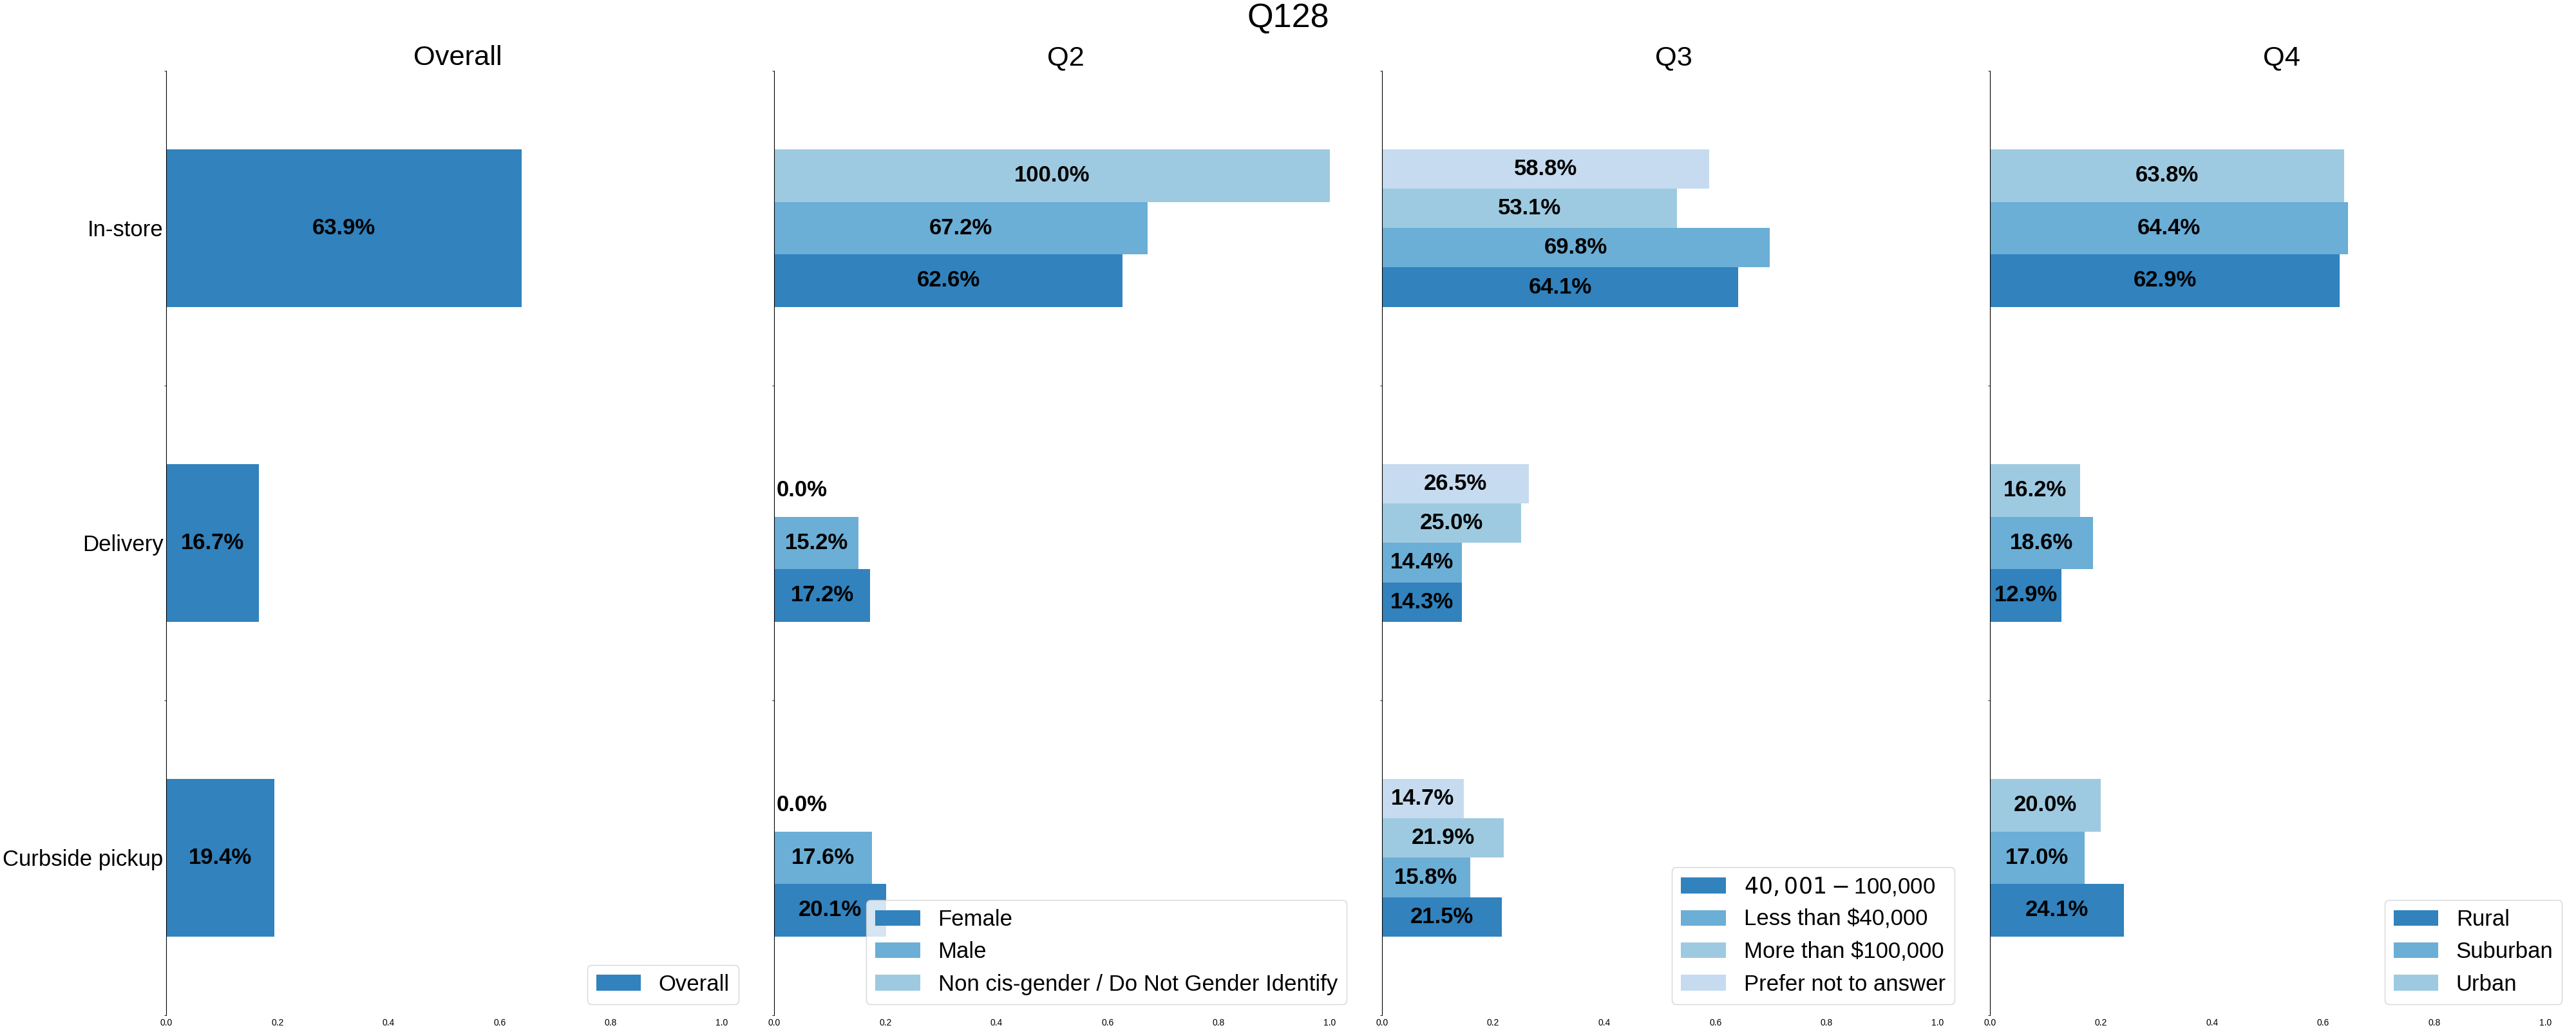 Q128
Overall
In-store
63.9%
Delivery
16.7%
Curbside pickup
19.4%
Overall
0.0 0.2 0.4 0.6 0.8 1.0
Q2
100.0%
67.2%
62.6%
0.0%
15.2%
17.2%
0.0%
17.6%
20.1%
Female
Male
Non cis-gender / Do Not Gender Identify
0.0 0.2 0.4 0.6 0.8 1.0
Q3
58.8%
53.1%
69.8%
64.1%
26.5%
25.0%
14.4%
14.3%
14.7%
21.9%
15.8%
21.5%
40,001−100,000
Less than $40,000
More than $100,000
Prefer not to answer
0.0 0.2 0.4 0.6 0.8 1.0
Q4
63.8%
64.4%
62.9%
16.2%
18.6%
12.9%
20.0%
17.0%
24.1%
Rural
Suburban
Urban
0.0 0.2 0.4 0.6 0.8 1.0